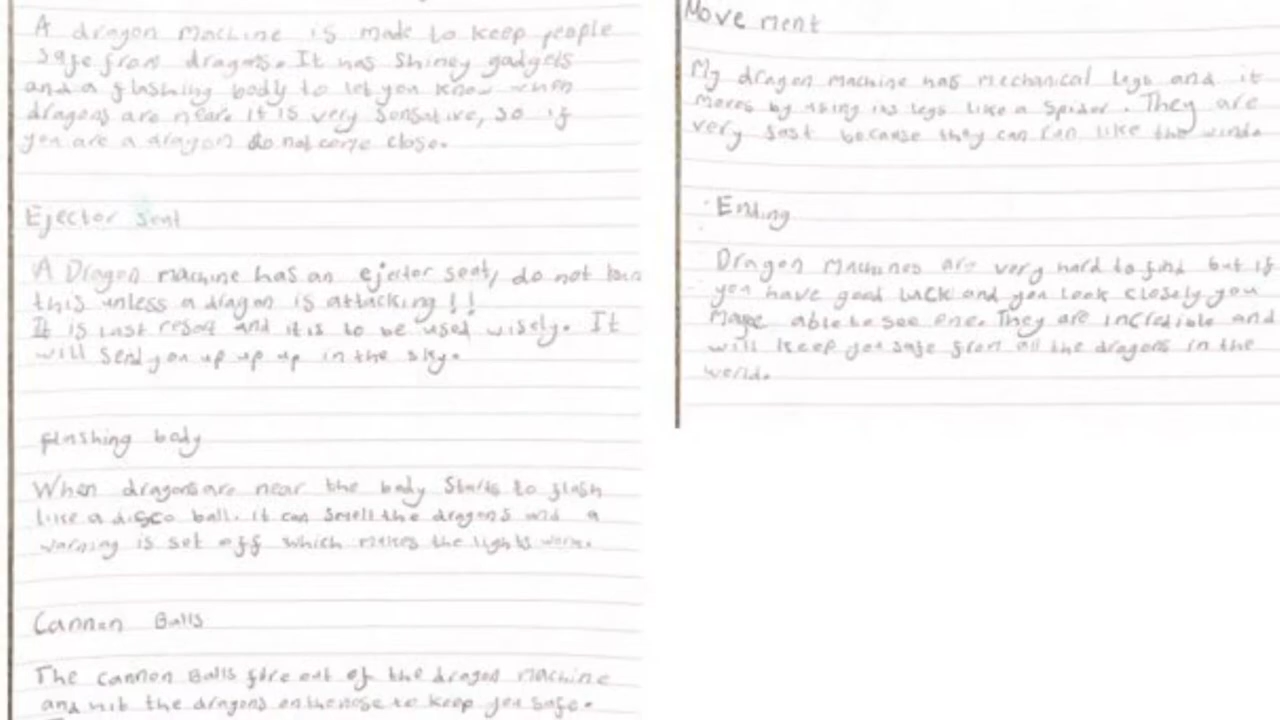 A dragon machine is made to keep people
safe from dragons. It has Shiney gadgets
and a flashing body to let you know when
dragons are near. it is very sensative, so if
you are a dragon do not come close.
Ejector seat
A Dragon machine has an ejector seat, do not
this unless a dragon is attacking!!
It is last resort and it is to be used wisely. It
will send you up up up in the sky.
flashing body
When dragons are near the body starts to flash
like a disco ball. it can smell the dragons and a
warning is set off which makes the lights
Cannon Balls
The cannon Balls fire out of the dragon machine
and hit the dragons on the nose to keep you safe.
Movement
My dragon machine has mechanical legs and it
moves by using its legs like a Spider. They are
very fast because they can run like the wind.
Ending
Dragon Machines are very hard to find but if
you have good luck and you look closely you
able to see one. They are incredible and
will keep you safe from all the dragons in the
world.